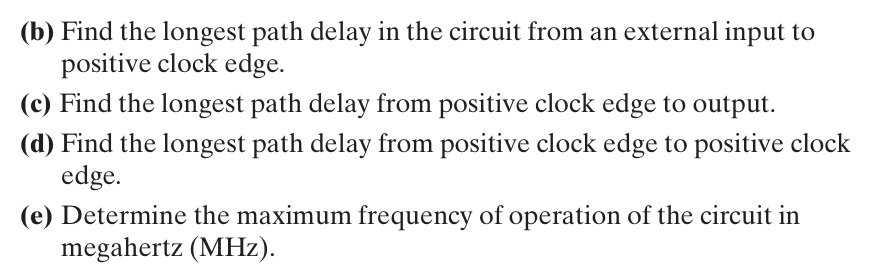 (b) Find the longest path delay in the circuit from an external input to
positive clock edge.
(c) Find the longest path delay from positive clock edge to output.
(d) Find the longest path delay from positive clock edge to positive clock
edge.
(e) Determine the maximum frequency of operation of the circuit in
megahertz (MHz).